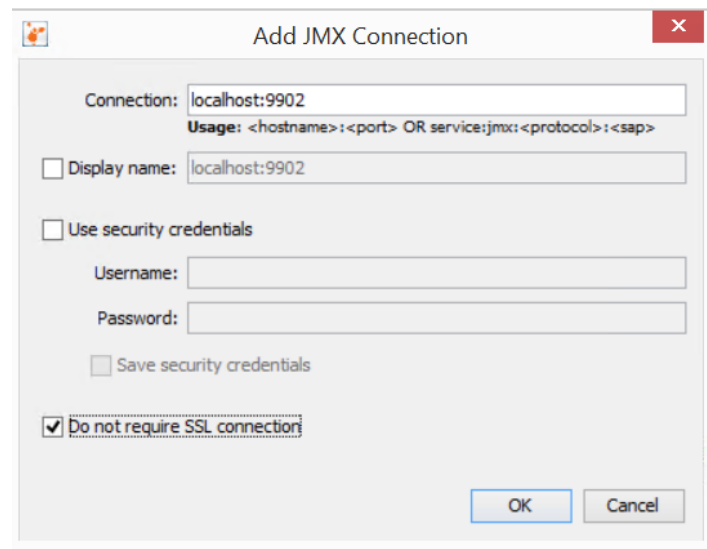 Add JMX Connection
Connection: localhost:9902
Usage: <hostname>:<port> OR service:jmx:<protocol>:<sap>
Display name: localhost:9902
Use security credentials
Username:
Password:
Save security credentials
Do not require SSL connection
OK Cancel